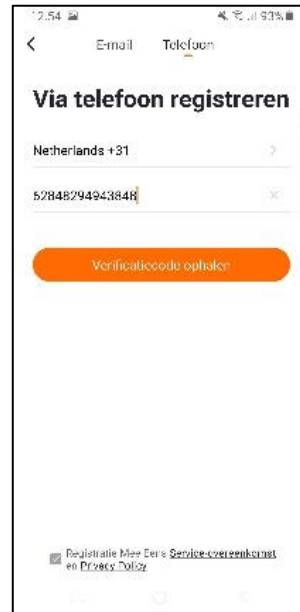 12.54 93%
E-mail Telefoon
Via telefoon registreren
Netherlands +31
62848294943848
Verificatiecode ophalen
Registratie Mee Eens Service-overeenkomst
en Privacy Policy